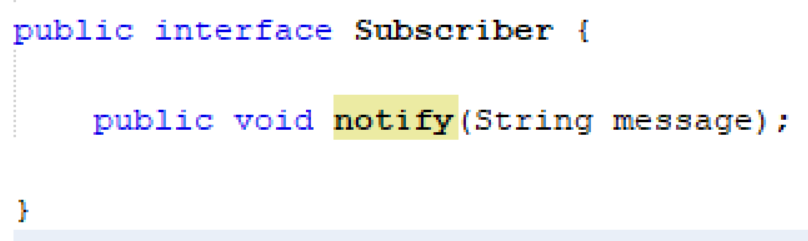 public interface Subscriber {
public void notify(String message);
}